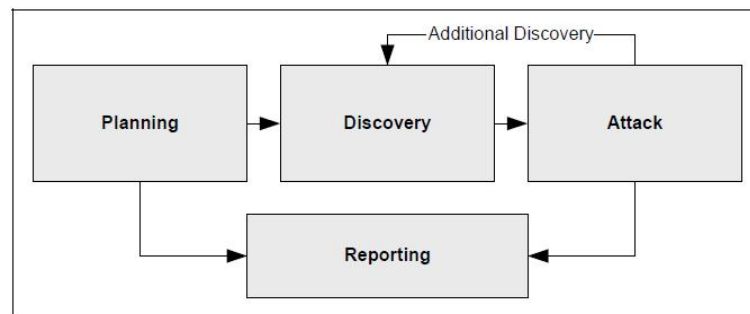 Additional Discovery
Planning
Discovery
Attack
Reporting